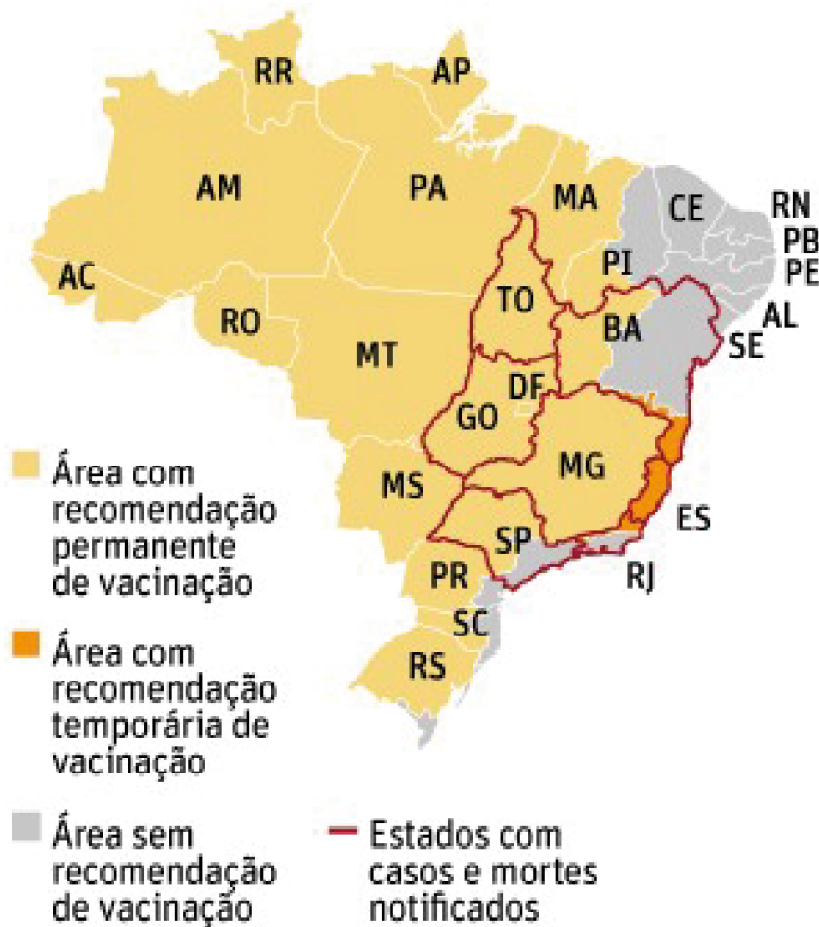 RR
AP
AM
PA
MA
CE
RN
PB
PE
AC
PI
TO
AL
RO
BA
SE
MT
DF
GO
MG
MS
ES
SP
PR
RJ
SC
RS
Área com
recomendação
permanente
de vacinação
Área com
recomendação
temporária de
vacinação
Área sem
recomendação
de vacinação
Estados com
casos e mortes
notificados